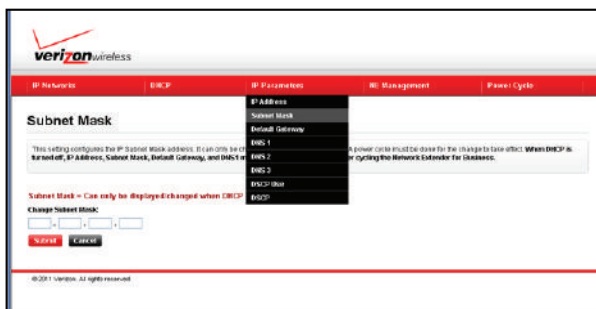 verizonwireless
IP Networks DHCP IP Parameters NE Management Power Cycle
IP Address
Subnet Mask
Default Gateway
DNS 1
DNS 2
DNS 3
DSCP User
DSCP
Subnet Mask
This setting configures the IP Subnet Mask address. It can only be ch A power cycle must be done for the change to take effect. When DHCP is
turned off, IP Address, Subnet Mask, Default Gateway, and DNS1 m er cycling the Network Extender for Business.
Subnet Mask = Can only be displayed/changed when DHCP
Change Subnet Mask:
. . .
Submit Cancel
© 2011 Verizon. All rights reserved